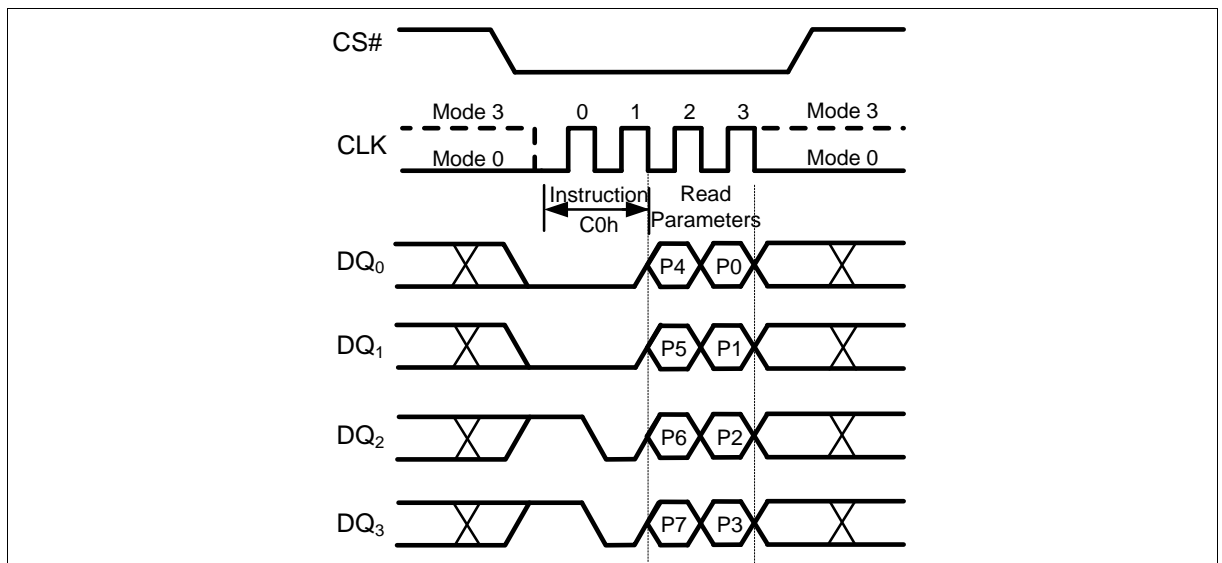 CS#
Mode 3 0 1 2 3 Mode 3
CLK
Mode 0 Mode 0
Instruction Read
C0h Parameters
DQ0 P4 P0
DQ1 P5 P1
DQ2 P6 P2
DQ3 P7 P3